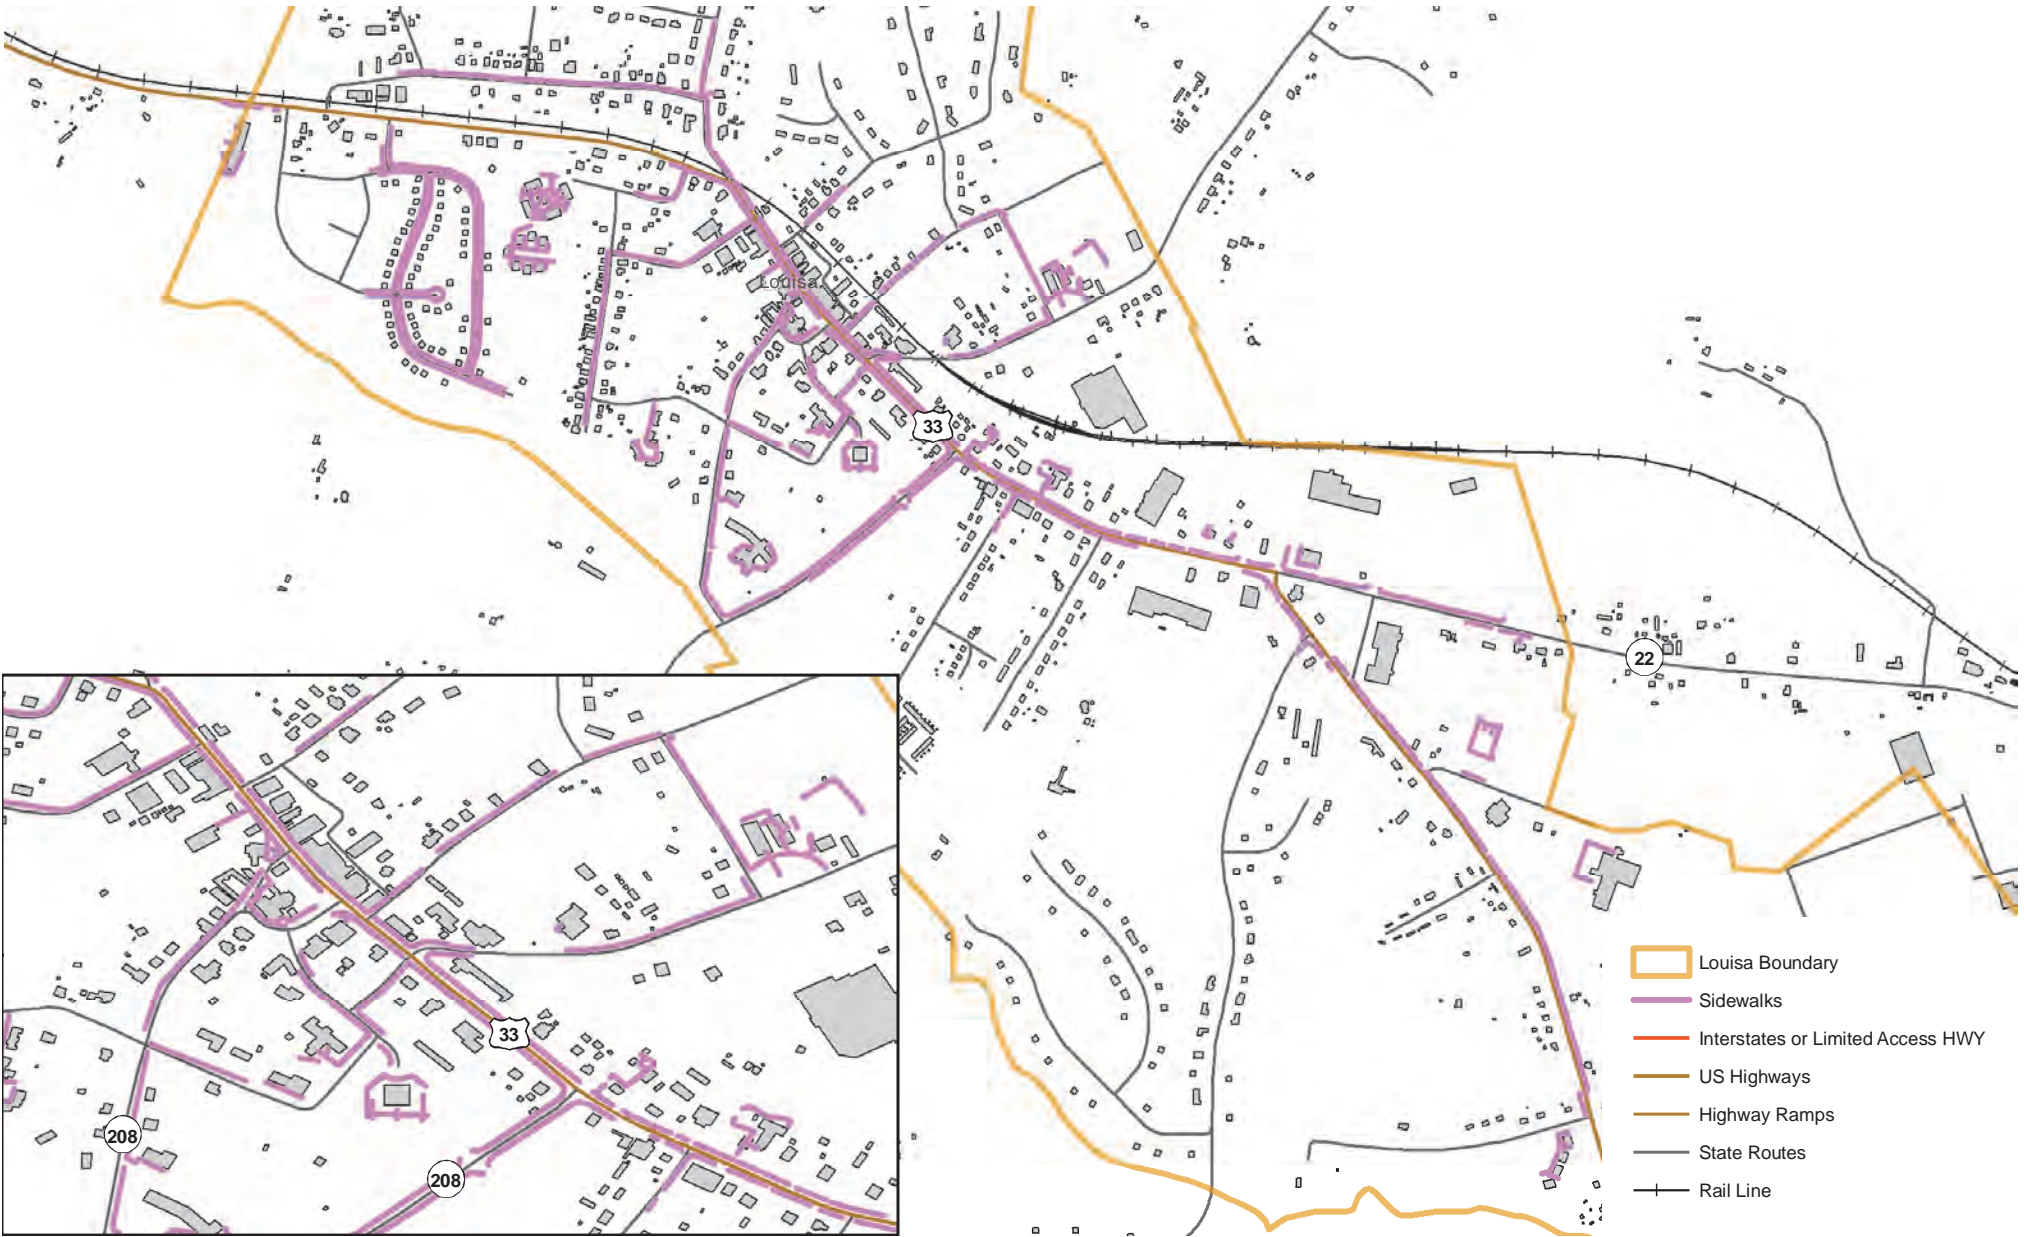 Louisa
33
22
33
208
208
Louisa Boundary
Sidewalks
Interstates or Limited Access HWY
US Highways
Highway Ramps
State Routes
Rail Line